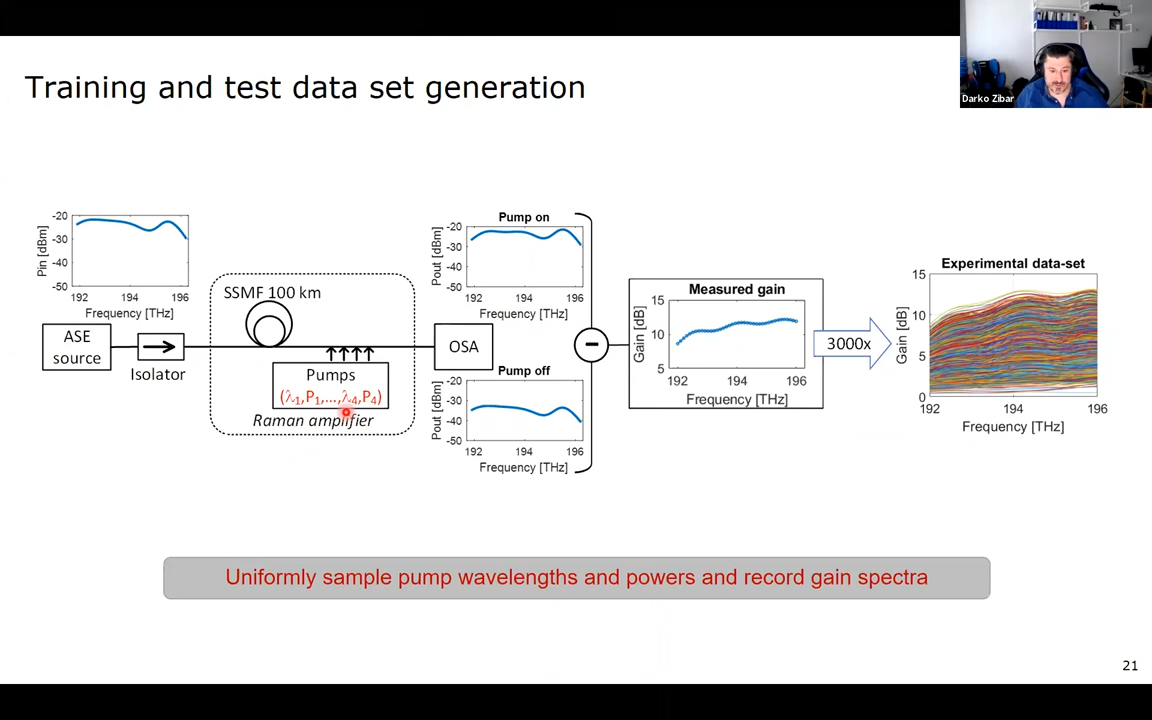 Training and test data set generation
Darko Zibar
-20
-30
-40
-50
Pin [dBm]
192
194
196
Frequency [THz]
ASE
source
Isolator
SSMF 100 km
Pumps
(λ1,P1,...,λ4,P4)
Raman amplifier
Pump on
-20
-30
-40
-50
Pout [dBm]
192
194
196
Frequency [THz]
OSA
Pump off
-20
-30
-40
-50
Pout [dBm]
192
194
196
Frequency [THz]
−
Measured gain
15
10
5
Gain [dB]
192
194
196
Frequency [THz]
3000x
Experimental data-set
15
10
5
0
Gain [dB]
192
194
196
Frequency [THz]
Uniformly sample pump wavelengths and powers and record gain spectra
21